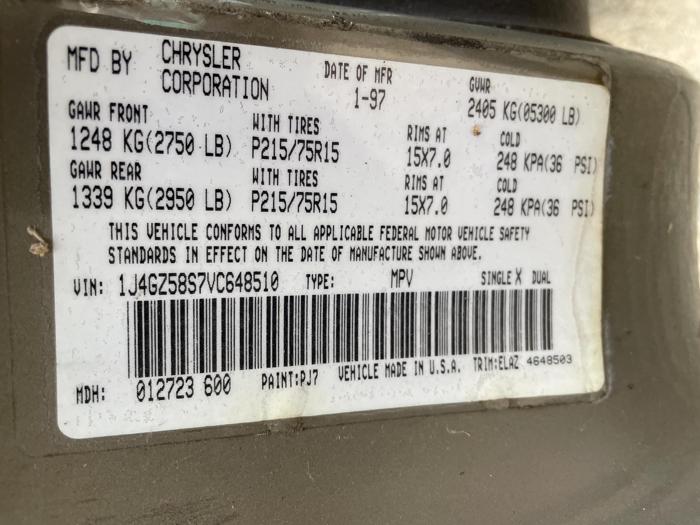 MFD BY CHRYSLER CORPORATION DATE OF MFR 1-97 GVWR 2405 KG(05300 LB)
GAWR FRONT WITH TIRES RIMS AT COLD
1248 KG(2750 LB) P215/75R15 15X7.0 248 KPA(36 PSI)
GAWR REAR WITH TIRES RIMS AT COLD
1339 KG(2950 LB) P215/75R15 15X7.0 248 KPA(36 PSI)
THIS VEHICLE CONFORMS TO ALL APPLICABLE FEDERAL MOTOR VEHICLE SAFETY
STANDARDS IN EFFECT ON THE DATE OF MANUFACTURE SHOWN ABOVE.
VIN: 1J4GZ58S7VC648510 TYPE: MPV SINGLE X DUAL
MDH: 012723 600 PAINT:PJ7 VEHICLE MADE IN U.S.A. TRIM:ELAZ 4648503